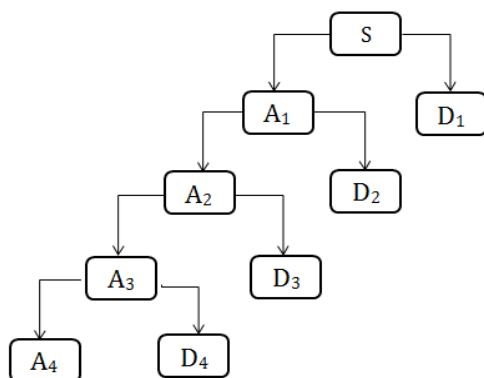 S
A₁
D₁
A₂
D₂
A₃
D₃
A₄
D₄